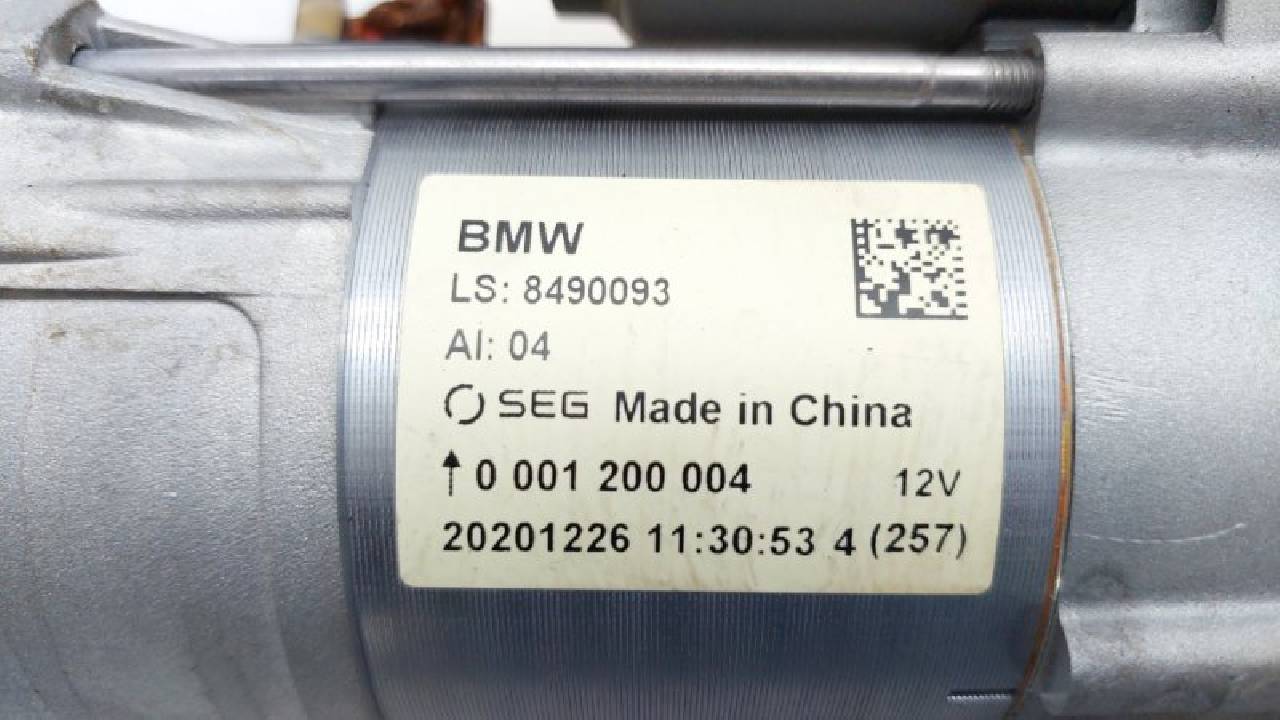 BMW
LS: 8490093
AI: 04
SEG Made in China
↑ 0 001 200 004 12V
20201226 11:30:53 4 (257)